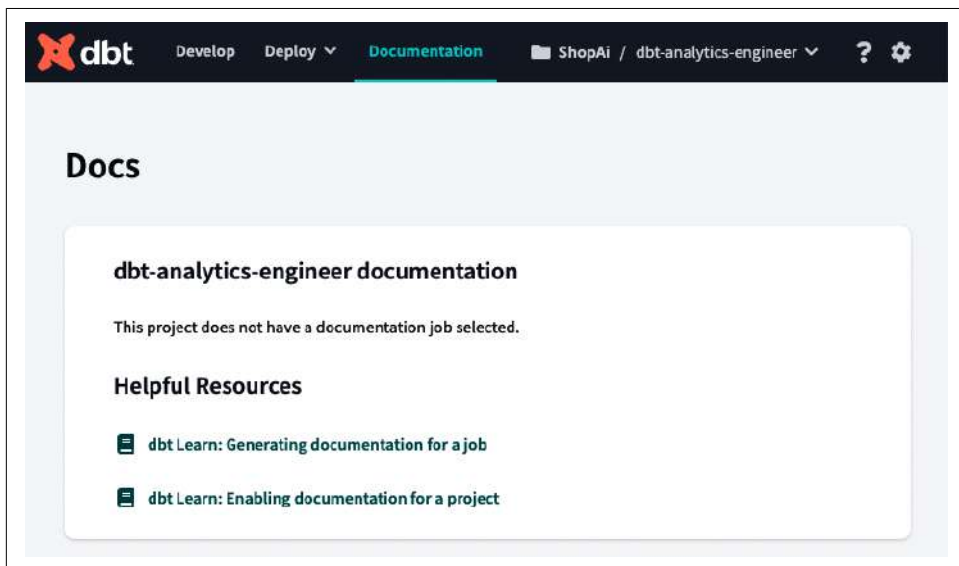 dbt Develop Deploy Documentation ShopAi / dbt-analytics-engineer ?
Docs
dbt-analytics-engineer documentation
This project does not have a documentation job selected.
Helpful Resources
dbt Learn: Generating documentation for a job
dbt Learn: Enabling documentation for a project